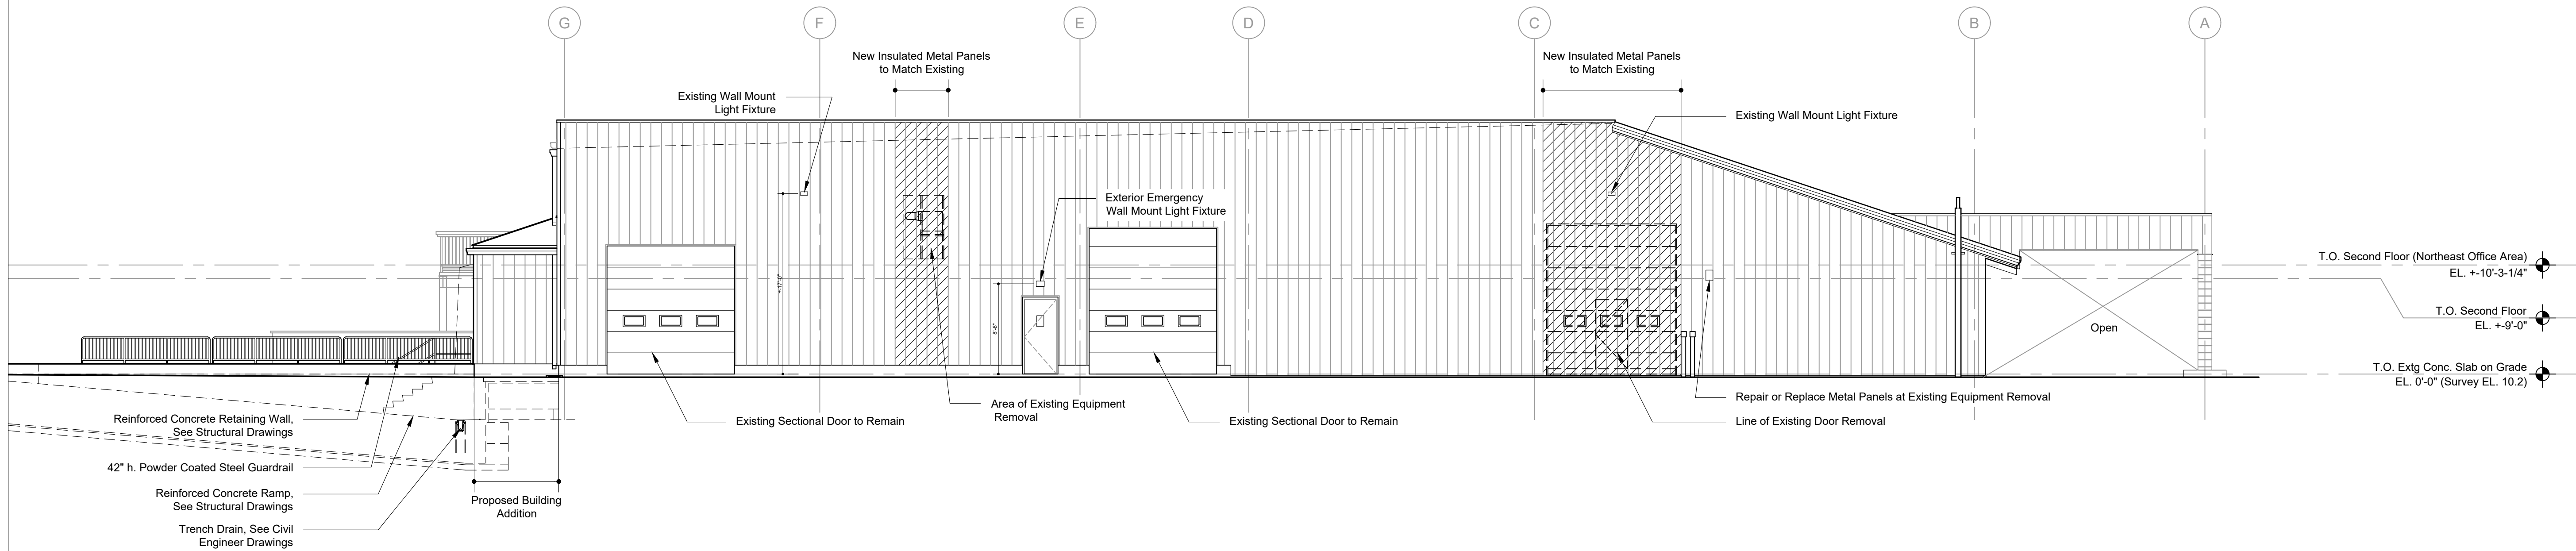 G
F
E
D
C
B
A
New Insulated Metal Panels
to Match Existing
New Insulated Metal Panels
to Match Existing
Existing Wall Mount
Light Fixture
Existing Wall Mount Light Fixture
Exterior Emergency
Wall Mount Light Fixture
+-17'-0"
8'-6"
T.O. Second Floor (Northeast Office Area)
EL. +-10'-3-1/4"
T.O. Second Floor
EL. +-9'-0"
Open
T.O. Extg Conc. Slab on Grade
EL. 0'-0" (Survey EL. 10.2)
Reinforced Concrete Retaining Wall,
See Structural Drawings
42" h. Powder Coated Steel Guardrail
Reinforced Concrete Ramp,
See Structural Drawings
Trench Drain, See Civil
Engineer Drawings
Proposed Building
Addition
Existing Sectional Door to Remain
Area of Existing Equipment
Removal
Existing Sectional Door to Remain
Repair or Replace Metal Panels at Existing Equipment Removal
Line of Existing Door Removal